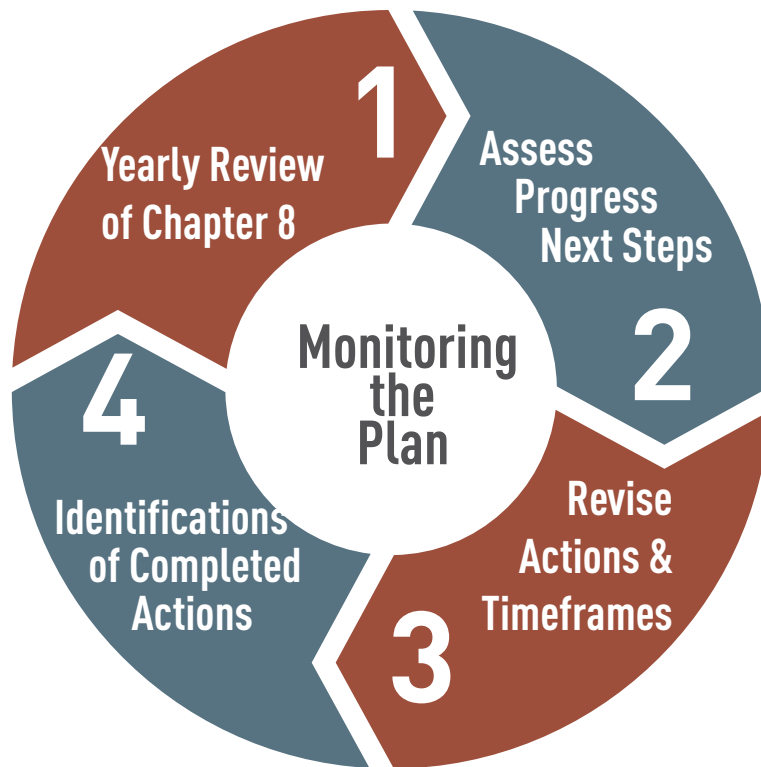 1
Yearly Review
of Chapter 8
Assess
Progress
Next Steps
2
Monitoring
the
Plan
Revise
Actions &
Timeframes
3
4
Identifications
of Completed
Actions